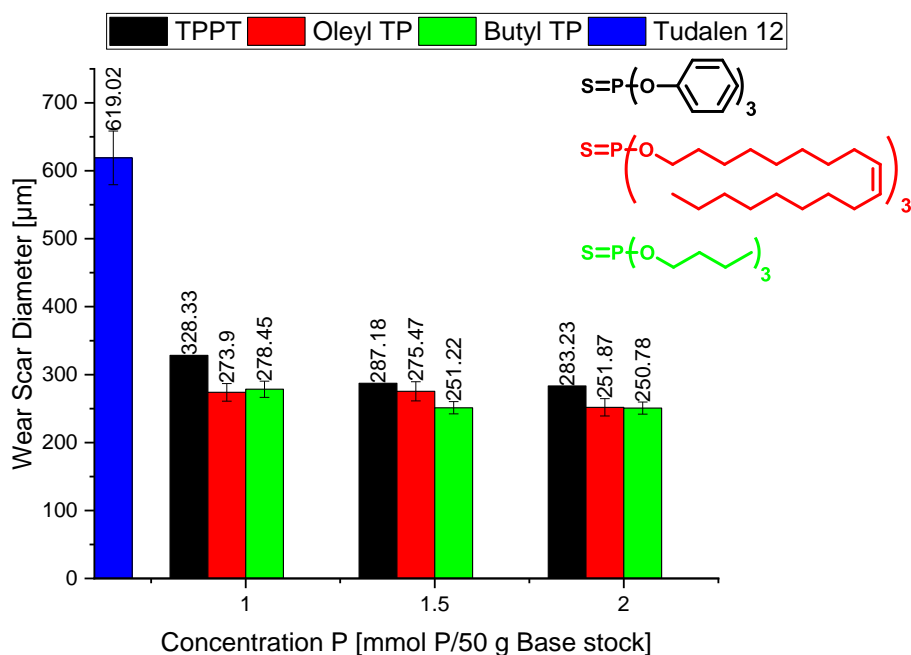 TPPT Oleyl TP Butyl TP Tudalen 12
S=P(O)3
S=P(O)3
S=P(O)3
Wear Scar Diameter [µm]
700
600
500
400
300
200
100
0
619.02
328.33
273.9
278.45
287.18
275.47
251.22
283.23
251.87
250.78
1 1.5 2
Concentration P [mmol P/50 g Base stock]